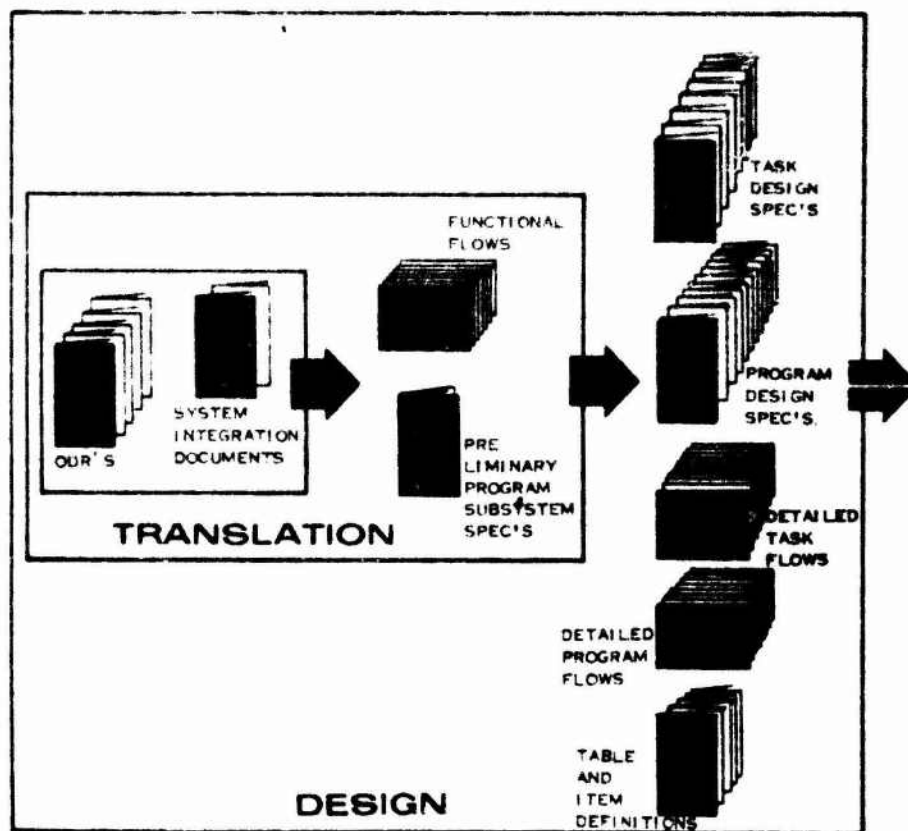 ODR'S
SYSTEM
INTEGRATION
DOCUMENTS
FUNCTIONAL
FLOWS
PRE
LIMINARY
PROGRAM
SUBSYSTEM
SPEC'S
TRANSLATION
TASK
DESIGN
SPEC'S
PROGRAM
DESIGN
SPEC'S.
DETAILED
TASK
FLOWS
DETAILED
PROGRAM
FLOWS
TABLE
AND
ITEM
DEFINITIONS
DESIGN